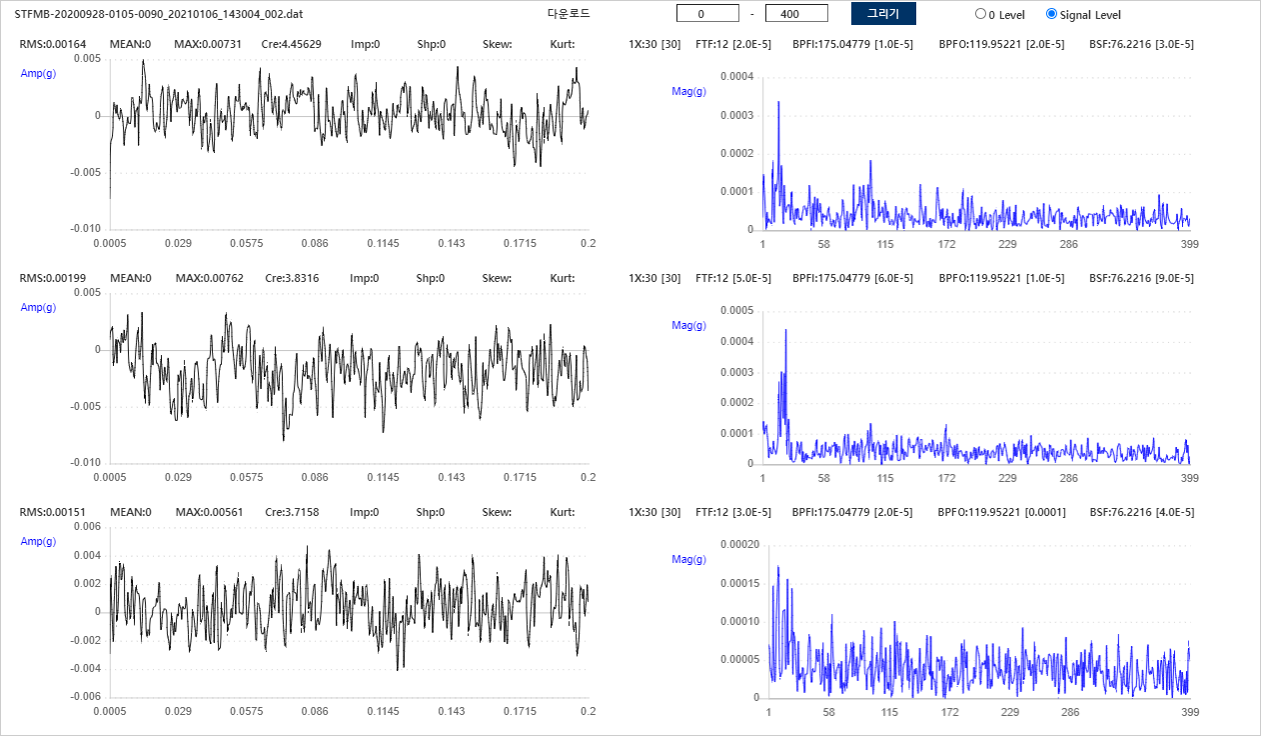 STFMB-20200928-0105-0090_20210106_143004_002.dat 다운로드 0 - 400 그리기 0 Level Signal Level
RMS:0.00164 MEAN:0 MAX:0.00731 Cre:4.45629 Imp:0 Shp:0 Skew: Kurt: 1X:30 [30] FTF:12 [2.0E-5] BPFI:175.04779 [1.0E-5] BPFO:119.95221 [2.0E-5] BSF:76.2216 [3.0E-5]
Amp(g)
0.005
0
-0.005
-0.010
0.0005 0.029 0.0575 0.086 0.1145 0.143 0.1715 0.2
Mag(g)
0.0004
0.0003
0.0002
0.0001
0
1 58 115 172 229 286 399
RMS:0.00199 MEAN:0 MAX:0.00762 Cre:3.8316 Imp:0 Shp:0 Skew: Kurt: 1X:30 [30] FTF:12 [5.0E-5] BPFI:175.04779 [6.0E-5] BPFO:119.95221 [1.0E-5] BSF:76.2216 [9.0E-5]
Amp(g)
0.005
0
-0.005
-0.010
0.0005 0.029 0.0575 0.086 0.1145 0.143 0.1715 0.2
Mag(g)
0.0005
0.0004
0.0003
0.0002
0.0001
0
1 58 115 172 229 286 399
RMS:0.00151 MEAN:0 MAX:0.00561 Cre:3.7158 Imp:0 Shp:0 Skew: Kurt: 1X:30 [30] FTF:12 [3.0E-5] BPFI:175.04779 [2.0E-5] BPFO:119.95221 [0.0001] BSF:76.2216 [4.0E-5]
Amp(g)
0.006
0.004
0.002
0
-0.002
-0.004
-0.006
0.0005 0.029 0.0575 0.086 0.1145 0.143 0.1715 0.2
Mag(g)
0.00020
0.00015
0.00010
0.00005
0
1 58 115 172 229 286 399